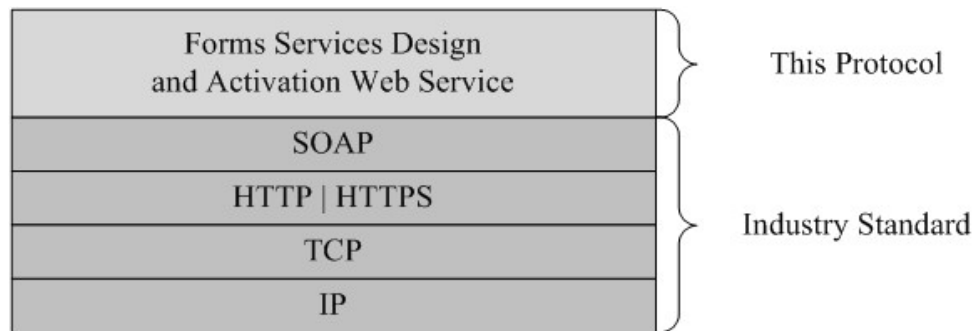 Forms Services Design
and Activation Web Service
This Protocol
SOAP
HTTP | HTTPS
Industry Standard
TCP
IP